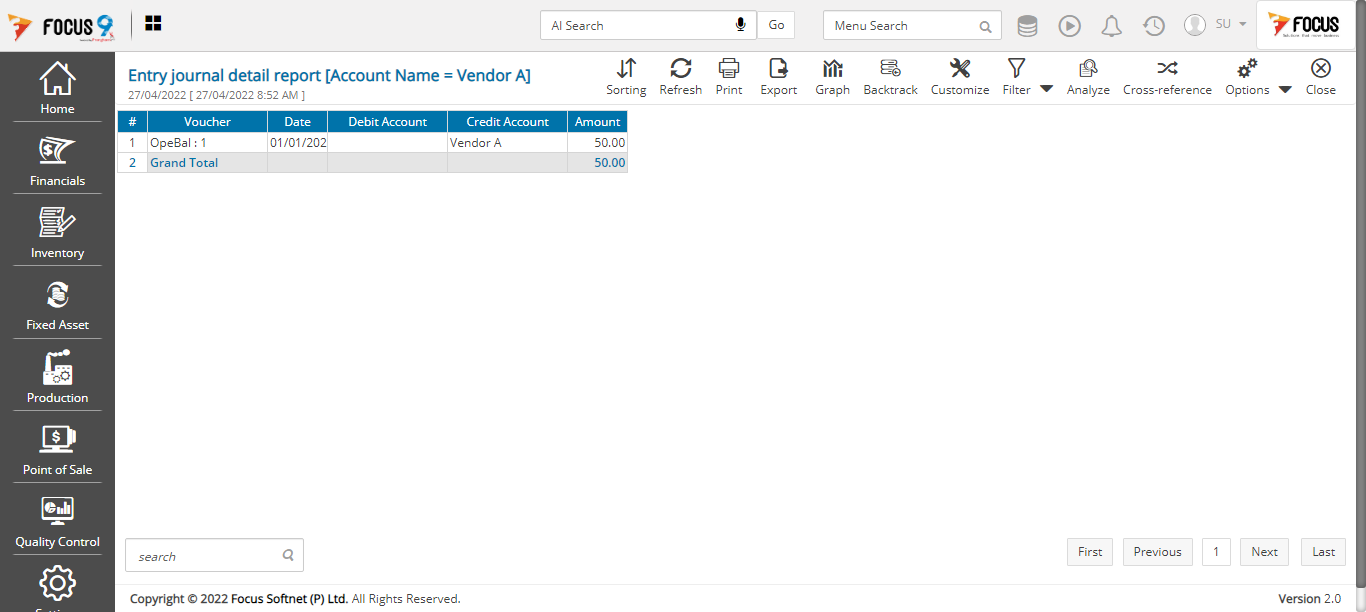 FOCUS 9
AI Search
Go
Menu Search
SU
FOCUS
Home
Financials
Inventory
Fixed Asset
Production
Point of Sale
Quality Control
Entry journal detail report [Account Name = Vendor A]
27/04/2022 [ 27/04/2022 8:52 AM ]
Sorting Refresh Print Export Graph Backtrack Customize Filter Analyze Cross-reference Options Close
# Voucher Date Debit Account Credit Account Amount
1 OpeBal : 1 01/01/202 Vendor A 50.00
2 Grand Total 50.00
search
First Previous 1 Next Last
Copyright © 2022 Focus Softnet (P) Ltd. All Rights Reserved. Version 2.0